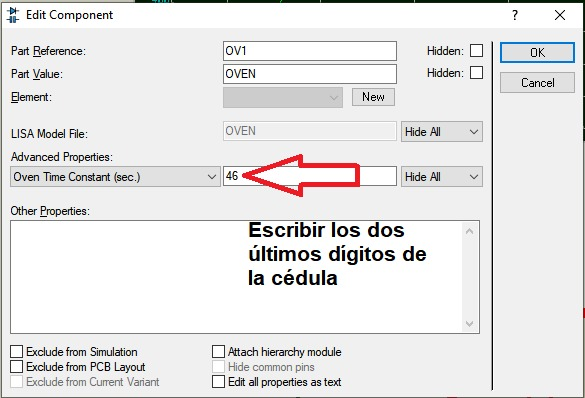 Edit Component
?
Part Reference:
OV1
Hidden:
OK
Part Value:
OVEN
Hidden:
Cancel
Element:
New
LISA Model File:
OVEN
Hide All
Advanced Properties:
Oven Time Constant (sec.)
46
Hide All
Other Properties:
Escribir los dos
últimos dígitos de
la cédula
Exclude from Simulation
Attach hierarchy module
Exclude from PCB Layout
Hide common pins
Exclude from Current Variant
Edit all properties as text